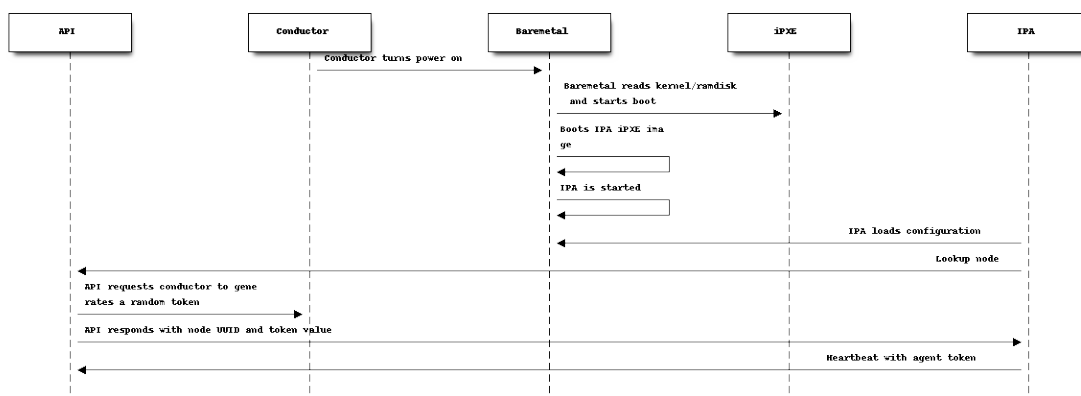 API Conductor Baremetal iPXE IPA
Conductor turns power on
Baremetal reads kernel/ramdisk
and starts boot
Boots IPA iPXE ima
ge
IPA is started
IPA loads configuration
Lookup node
API requests conductor to gene
rates a random token
API responds with node UUID and token value
Heartbeat with agent token